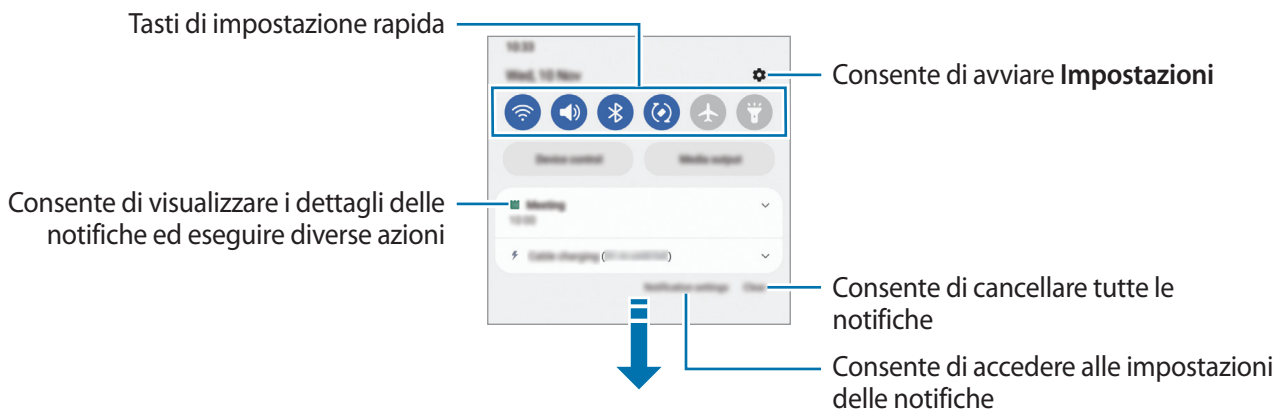 Tasti di impostazione rapida
10:33
Wed, 10 Nov
Consente di avviare Impostazioni
Device control
Media output
Consente di visualizzare i dettagli delle
notifiche ed eseguire diverse azioni
Meeting
10:00
Cable charging (
)
Notification settings
Clear
Consente di cancellare tutte le
notifiche
Consente di accedere alle impostazioni
delle notifiche